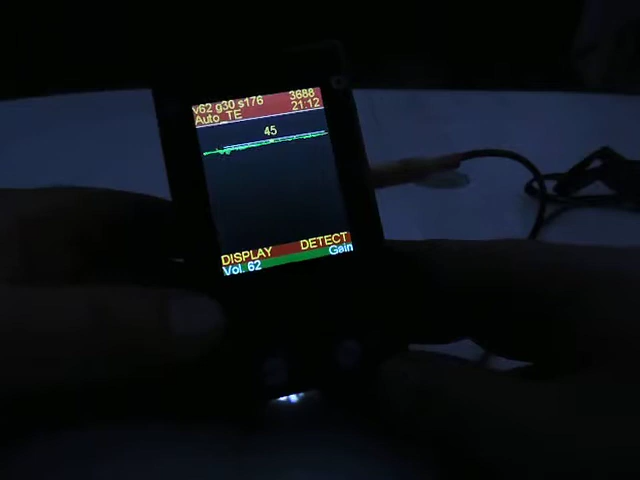 v62 g30 s176 3688
Auto_TE 21:12
45
DISPLAY DETECT
Vol. 62 Gain